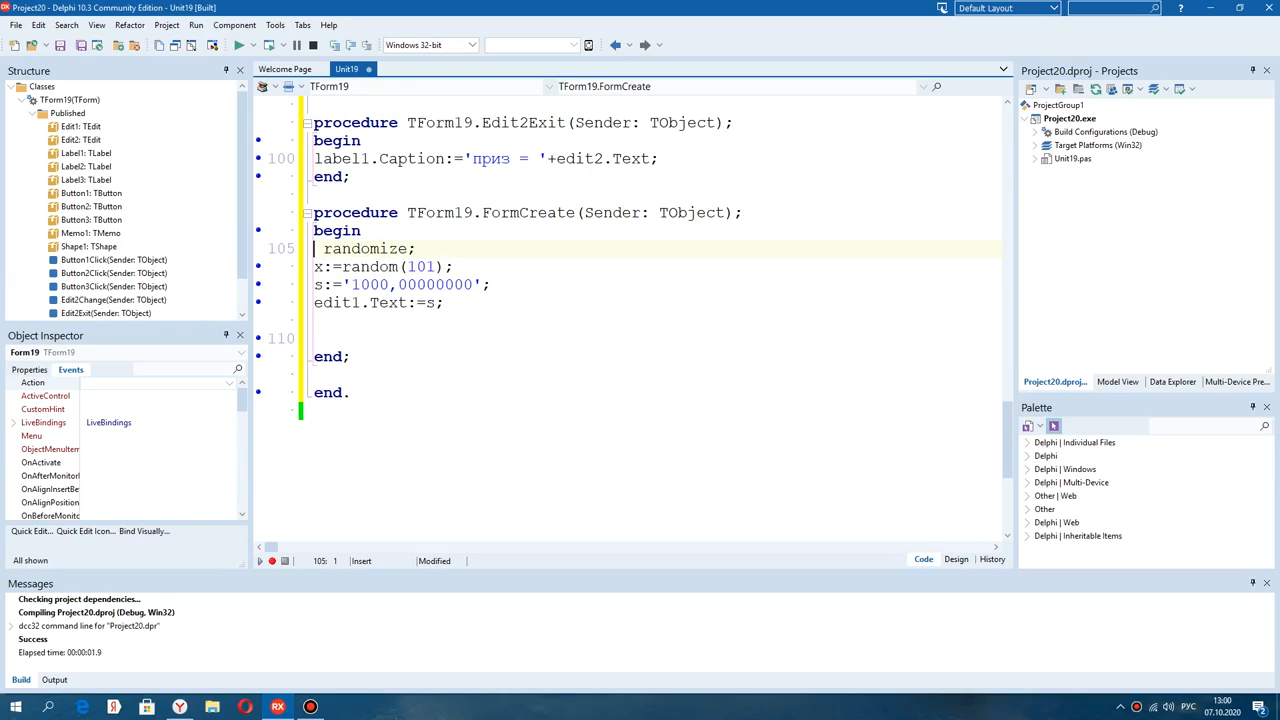 Project20 - Delphi 10.3 Community Edition - Unit19 [Built]
Default Layout
File Edit Search View Refactor Project Run Component Tools Tabs Help
Windows 32-bit
Structure
Classes
TForm19(TForm)
Published
Edit1: TEdit
Edit2: TEdit
Label1: TLabel
Label2: TLabel
Label3: TLabel
Button1: TButton
Button2: TButton
Button3: TButton
Memo1: TMemo
Shape1: TShape
Button1Click(Sender: TObject)
Button2Click(Sender: TObject)
Button3Click(Sender: TObject)
Edit2Change(Sender: TObject)
Edit2Exit(Sender: TObject)
Object Inspector
Form19 TForm19
Properties Events
Action
ActiveControl
CustomHint
LiveBindings LiveBindings
Menu
ObjectMenuItem
OnActivate
OnAfterMonitorI
OnAlignInsertBe
OnAlignPosition
OnBeforeMonito
Quick Edit... Quick Edit Icon... Bind Visually...
All shown
Welcome Page Unit19
TForm19 TForm19.FormCreate
procedure TForm19.Edit2Exit(Sender: TObject);
begin
100 label1.Caption:='приз = '+edit2.Text;
end;
procedure TForm19.FormCreate(Sender: TObject);
begin
105 randomize;
x:=random(101);
s:='1000,00000000';
edit1.Text:=s;
110
end;
end.
105: 1 Insert Modified
Code Design History
Project20.dproj - Projects
ProjectGroup1
Project20.exe
Build Configurations (Debug)
Target Platforms (Win32)
Unit19.pas
Project20.dproj... Model View Data Explorer Multi-Device Pre...
Palette
Delphi | Individual Files
Delphi
Delphi | Windows
Delphi | Multi-Device
Other | Web
Other
Delphi | Web
Inheritable Items
Messages
Checking project dependencies...
Compiling Project20.dproj (Debug, Win32)
dcc32 command line for "Project20.dpr"
Success
Elapsed time: 00:00:01.9
Build Output
РУС
13:00
07.10.2020